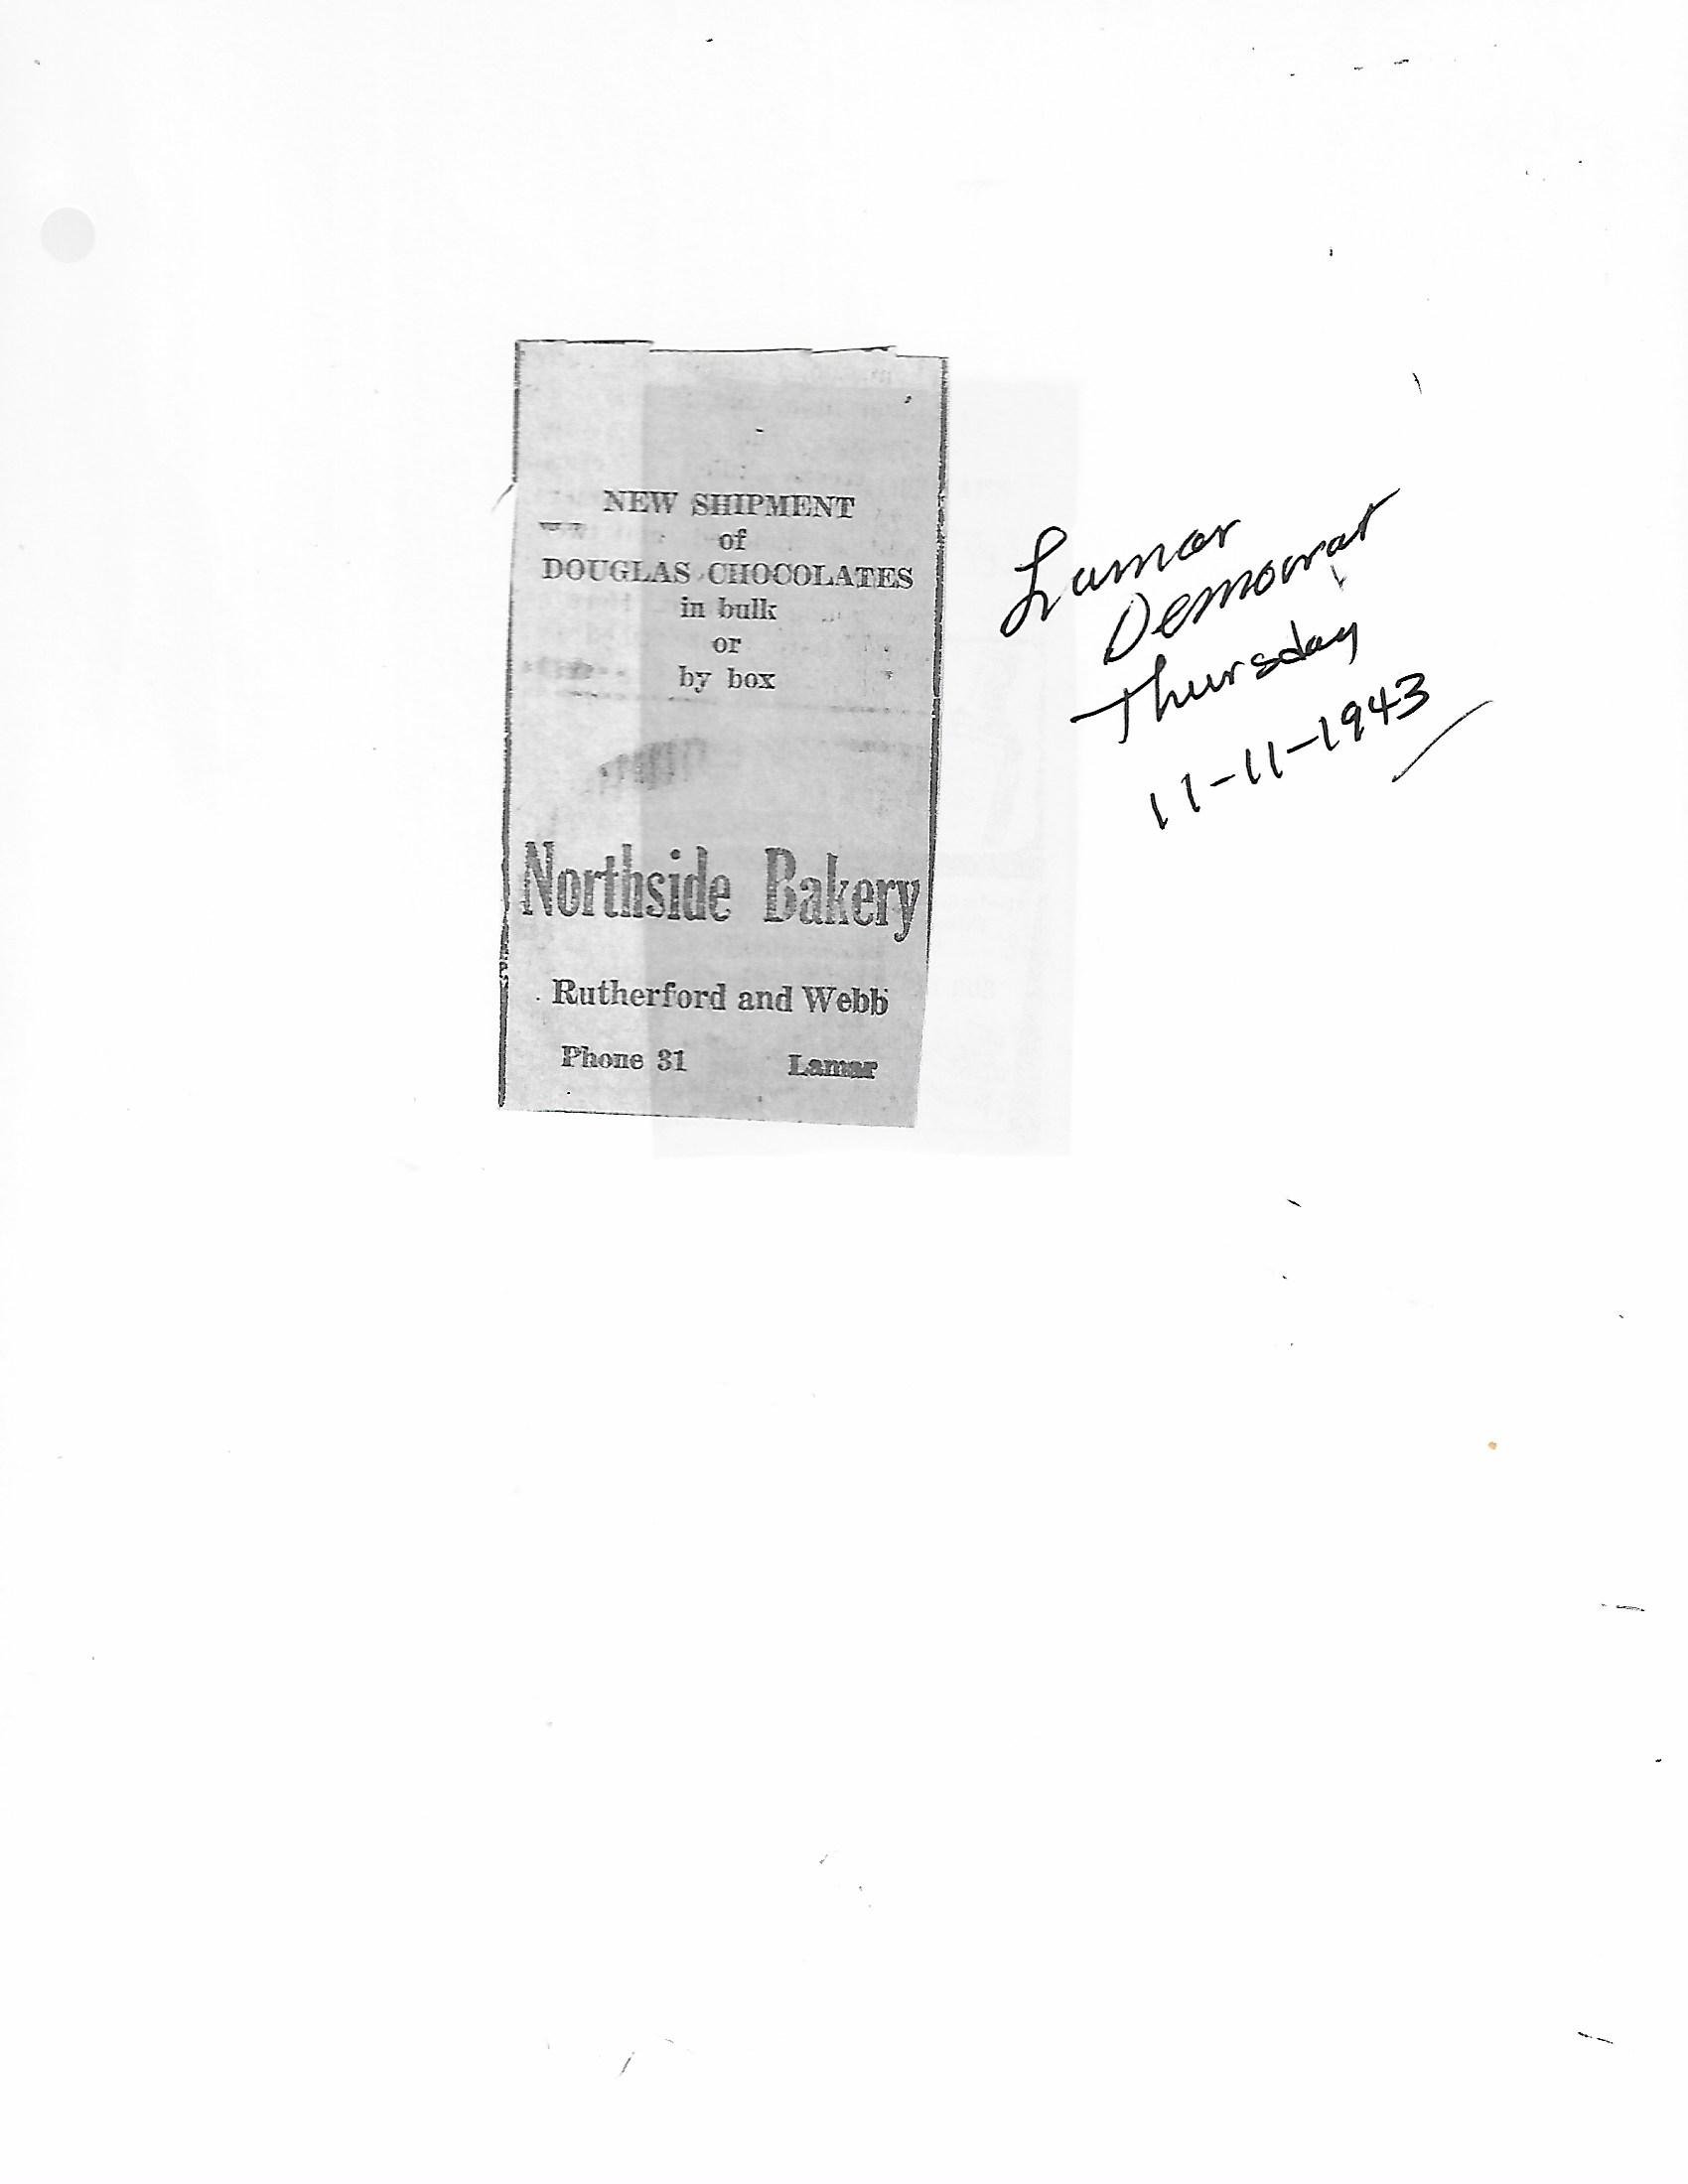 NEW SHIPMENT
of
DOUGLAS CHOCOLATES
in bulk
or
by box
Northside Bakery
Rutherford and Webb
Phone 31 Lamar
Lamar
Democrat
Thursday
11-11-1943